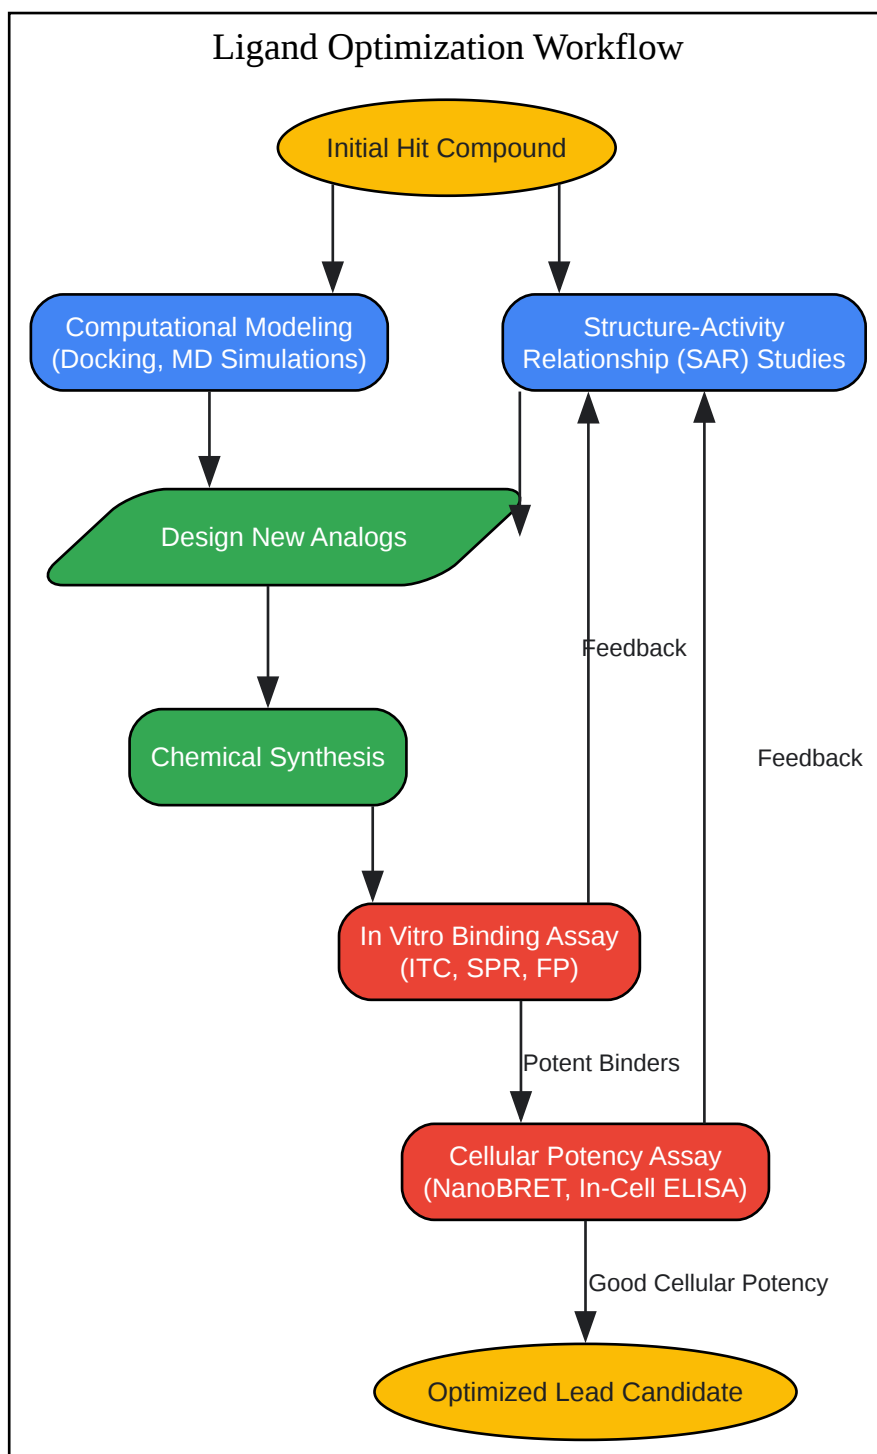 Ligand Optimization Workflow
Initial Hit Compound
Computational Modeling
(Docking, MD Simulations)
Structure-Activity
Relationship (SAR) Studies
Design New Analogs
Feedback
Chemical Synthesis
Feedback
In Vitro Binding Assay
(ITC, SPR, FP)
Potent Binders
Cellular Potency Assay
(NanoBRET, In-Cell ELISA)
Good Cellular Potency
Optimized Lead Candidate